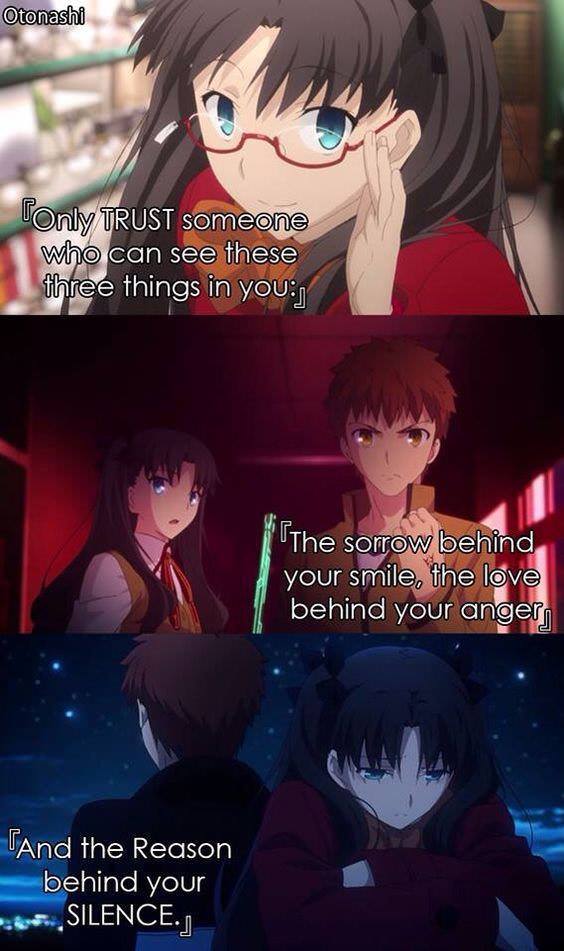 Otonashi
『Only TRUST someone
who can see these
three things in you:』
『The sorrow behind
your smile, the love
behind your anger』
『And the Reason
behind your
SILENCE.』